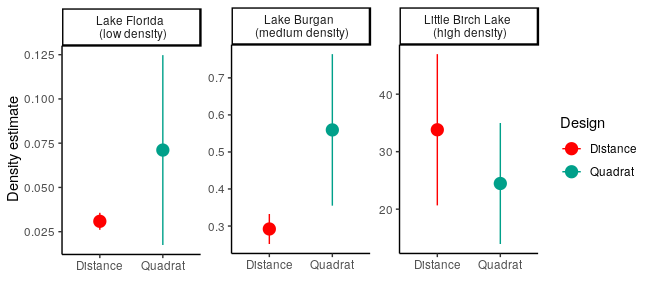 Lake Florida
(low density)
Lake Burgan
(medium density)
Little Birch Lake
(high density)
Density estimate
0.125
0.100
0.075
0.050
0.025
0.7
0.6
0.5
0.4
0.3
40
30
20
Distance
Quadrat
Distance
Quadrat
Distance
Quadrat
Design
Distance
Quadrat